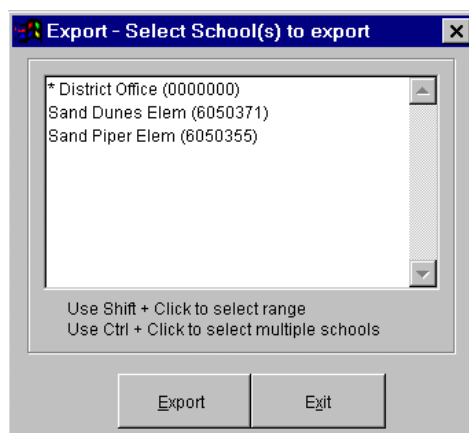 Export - Select School(s) to export
* District Office (0000000)
Sand Dunes Elem (6050371)
Sand Piper Elem (6050355)
Use Shift + Click to select range
Use Ctrl + Click to select multiple schools
Export
Exit